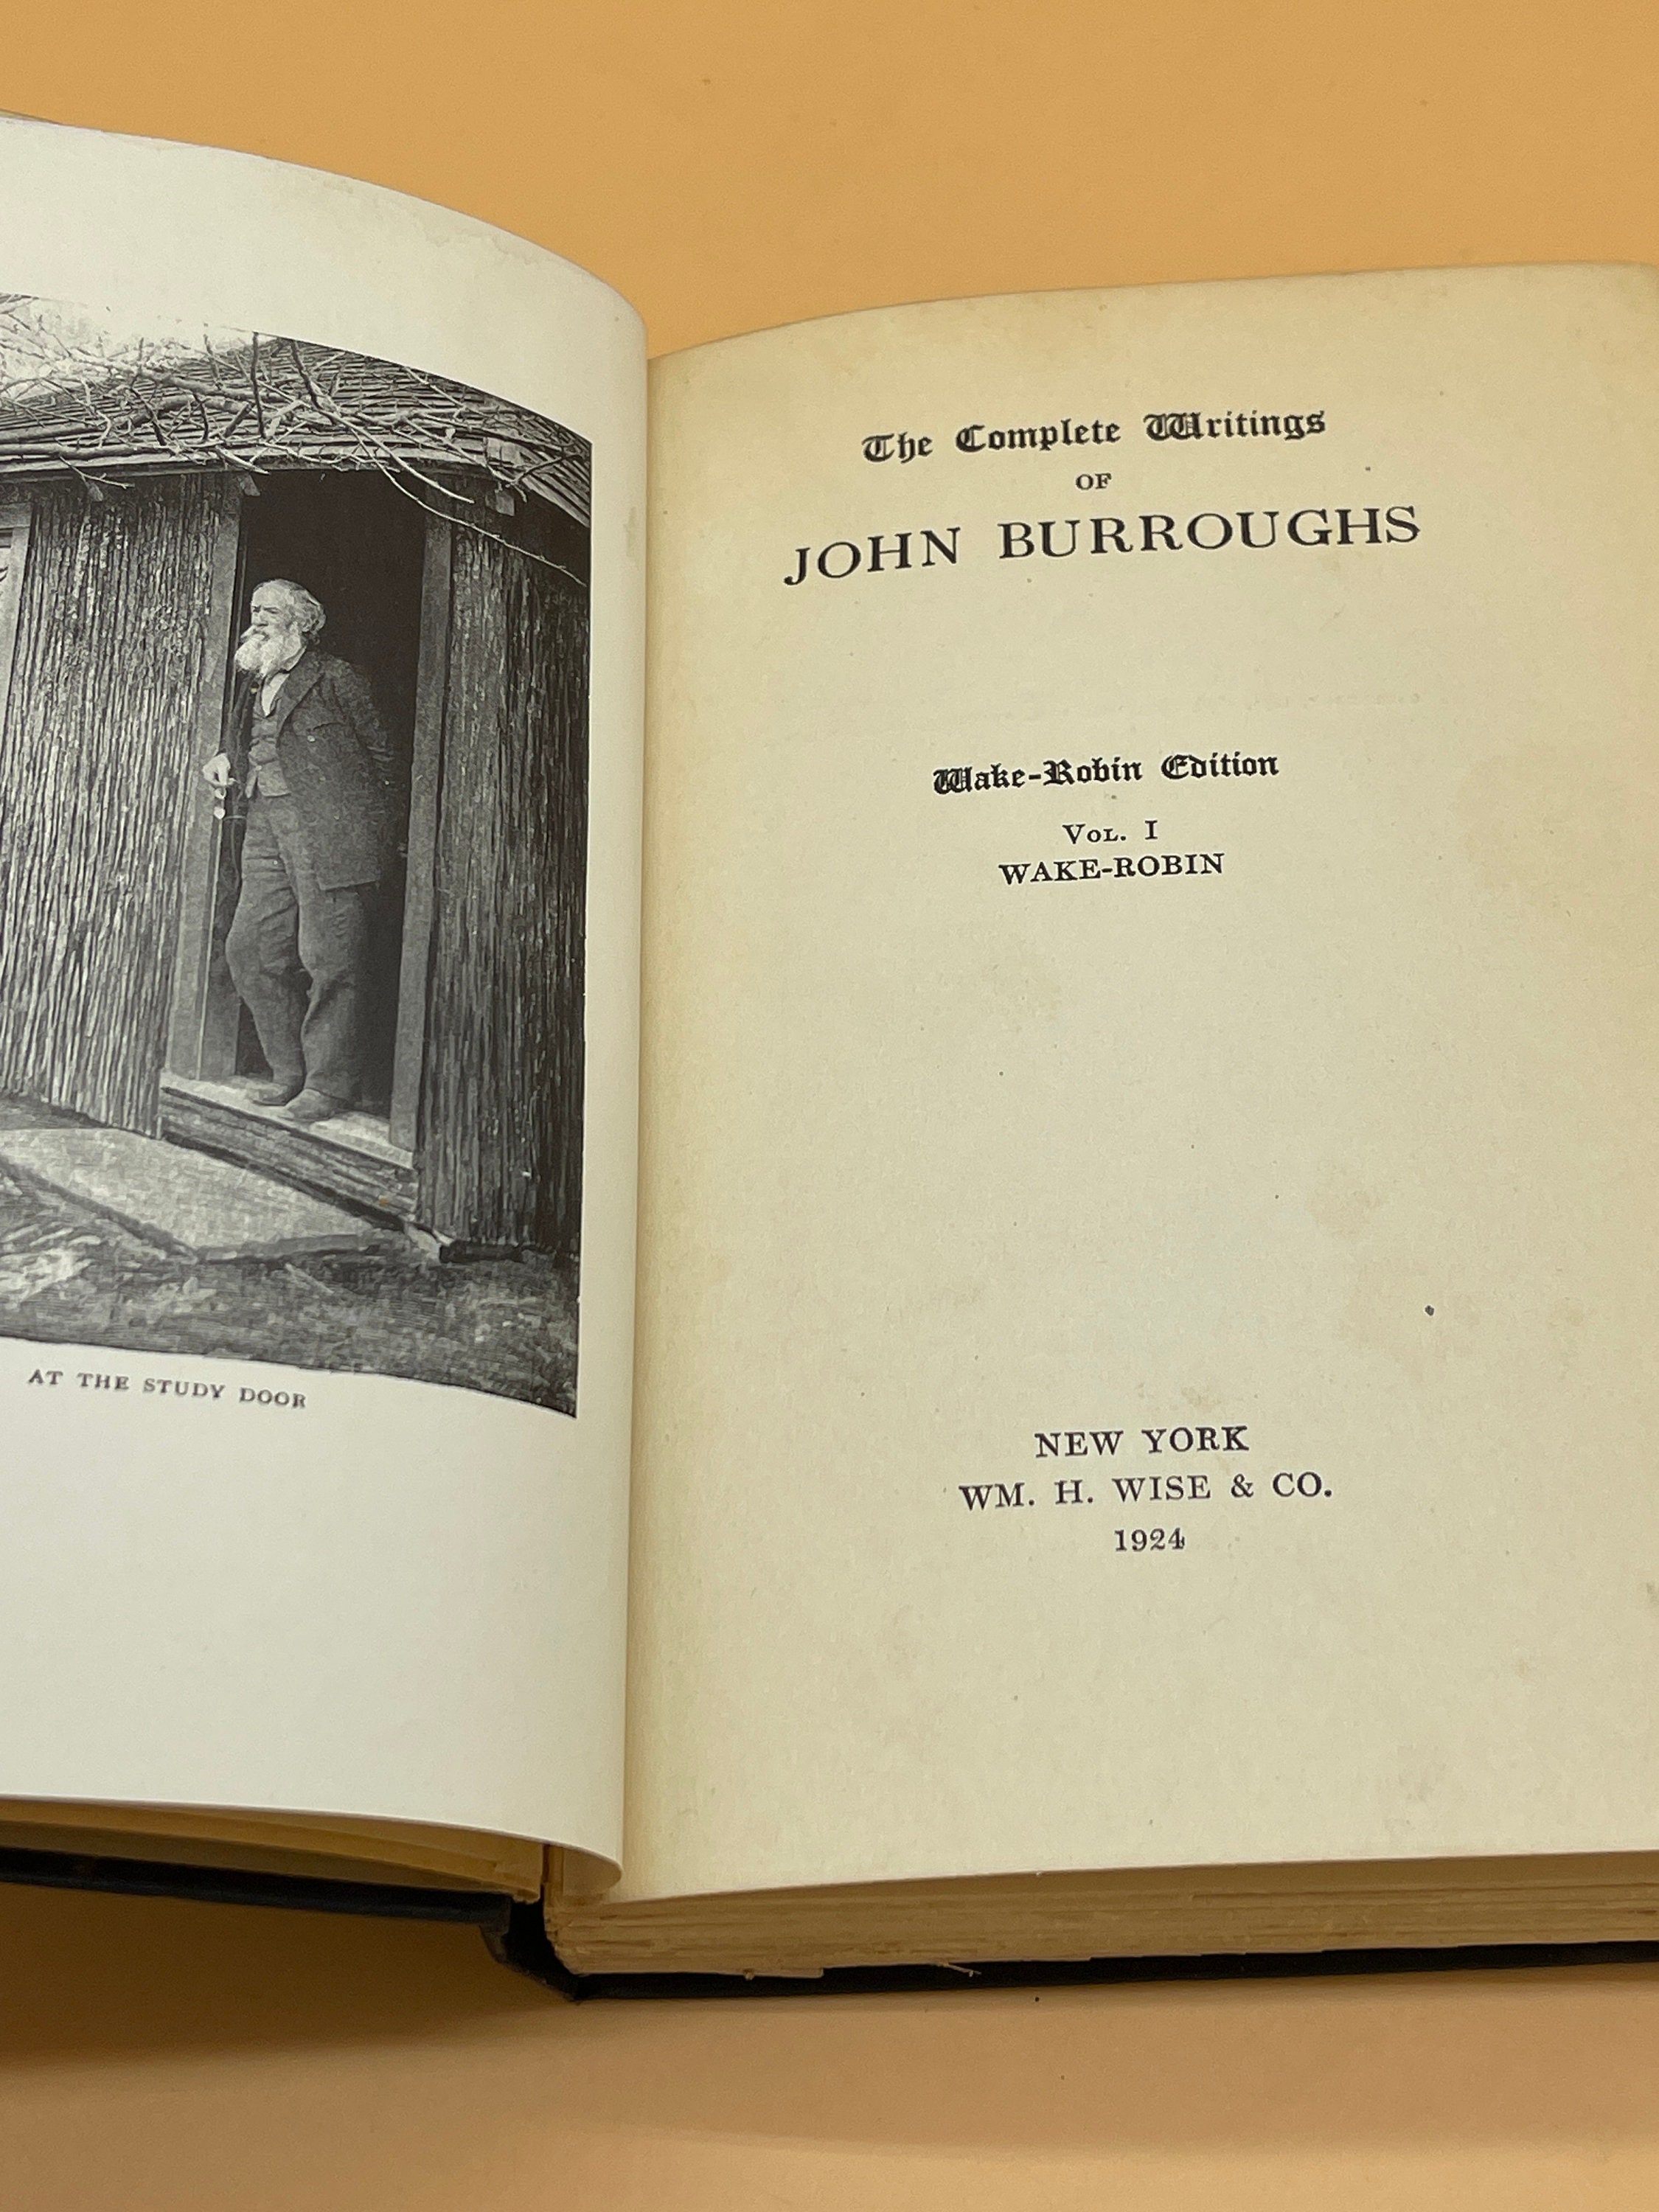 AT THE STUDY DOOR
The Complete Writings
OF
JOHN BURROUGHS
Wake-Robin Edition
VOL. I
WAKE-ROBIN
NEW YORK
WM. H. WISE & CO.
1924